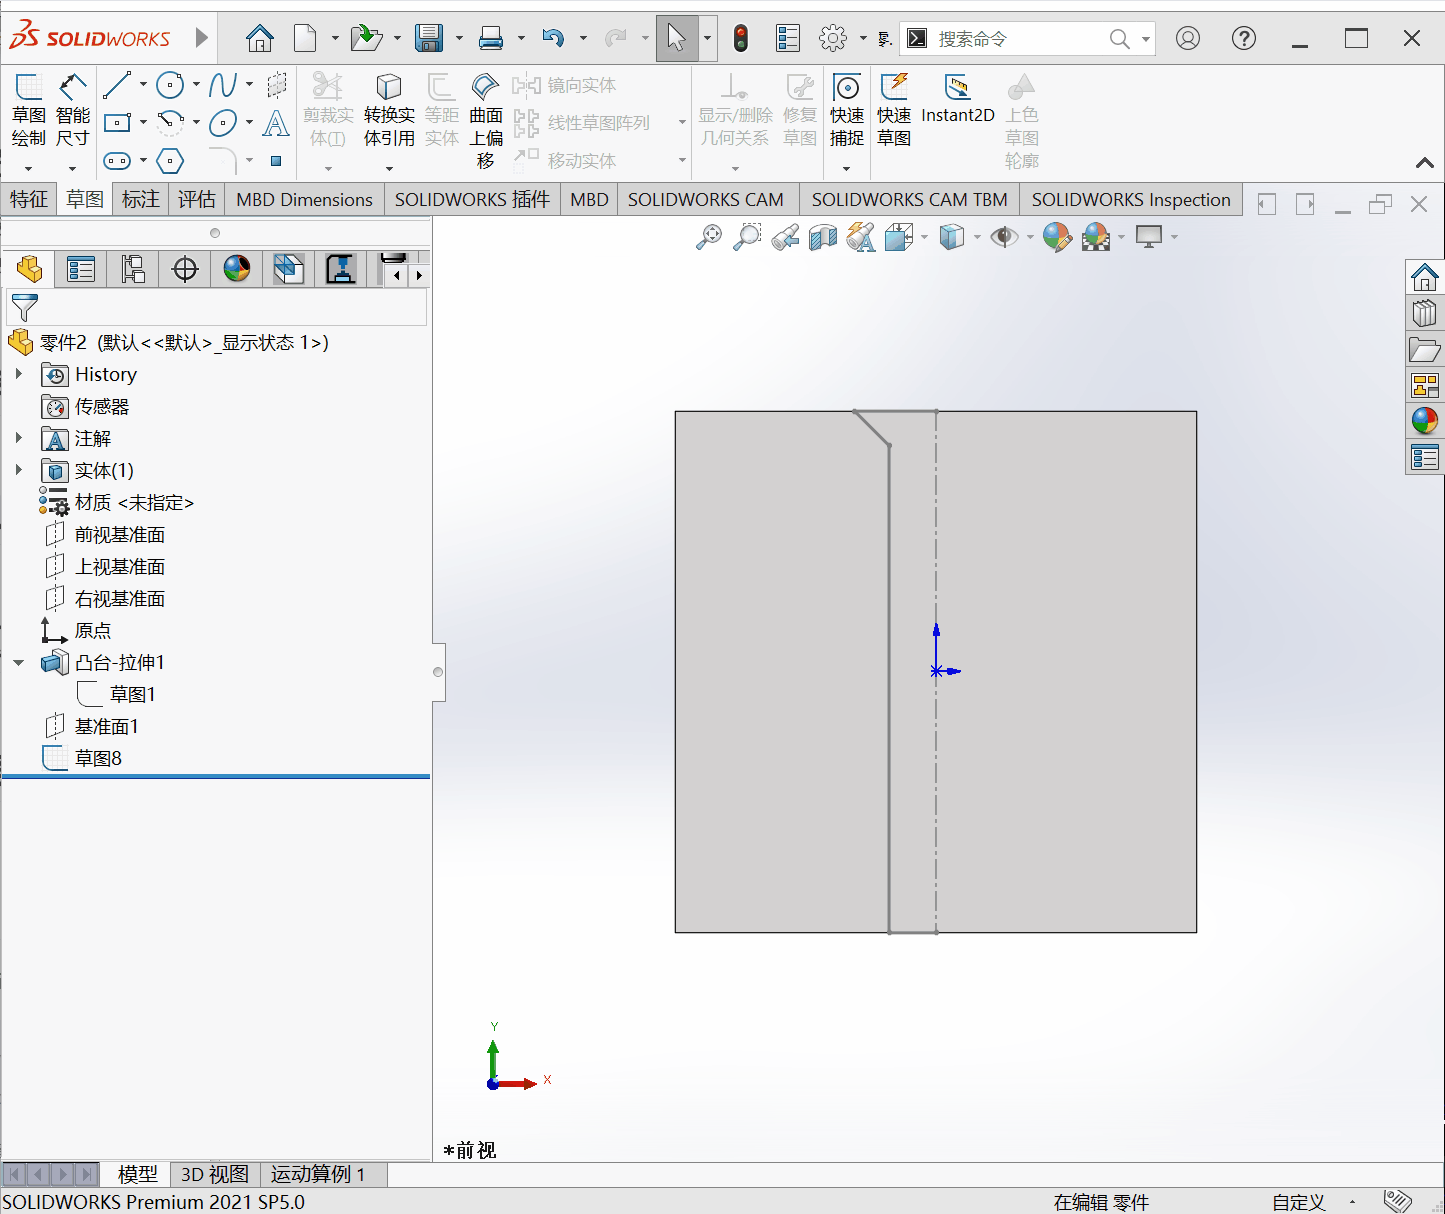 SOLIDWORKS
搜索命令
草图绘制
智能尺寸
剪裁实体(T)
转换实体引用
等距实体
曲面上偏移
镜向实体
线性草图阵列
移动实体
显示/删除几何关系
修复草图
快速捕捉
快速草图
Instant2D
上色草图轮廓
特征 草图 标注 评估 MBD Dimensions SOLIDWORKS 插件 MBD SOLIDWORKS CAM SOLIDWORKS CAM TBM SOLIDWORKS Inspection
零件2 (默认<<默认>_显示状态 1>)
History
传感器
注解
实体(1)
材质 <未指定>
前视基准面
上视基准面
右视基准面
原点
凸台-拉伸1
草图1
基准面1
草图8
Y
X
*前视
模型 3D 视图 运动算例 1
SOLIDWORKS Premium 2021 SP5.0 在编辑 零件 自定义